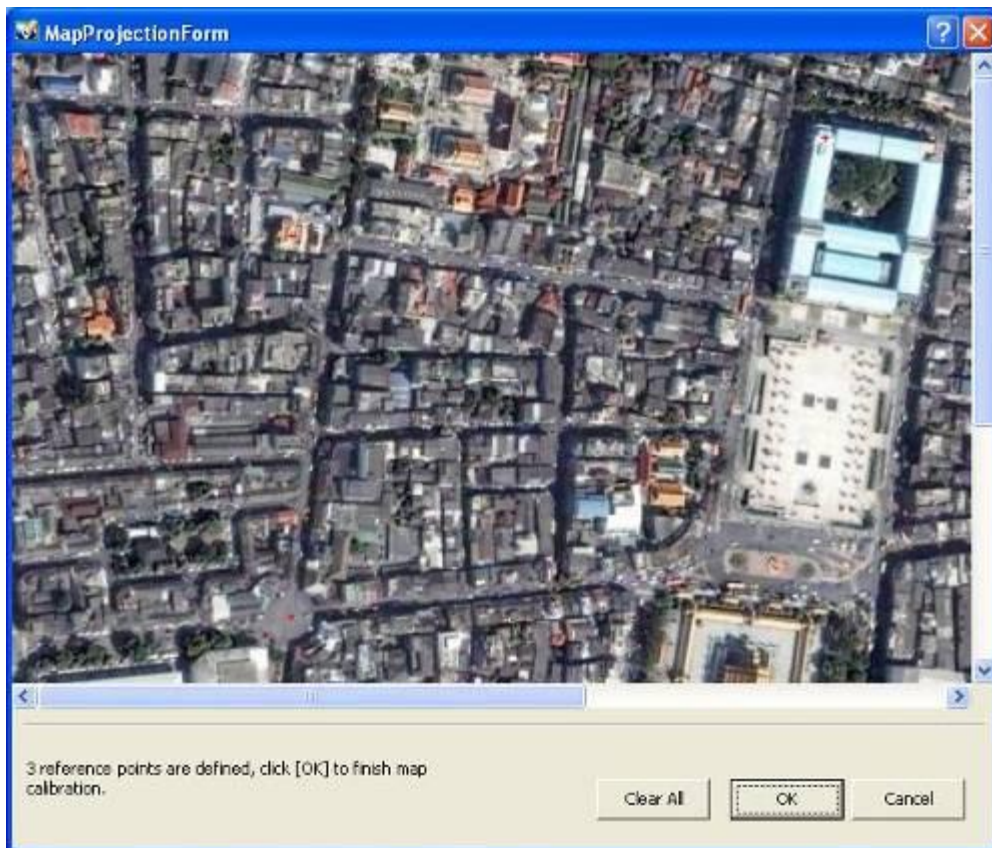 MapProjectionForm
3 reference points are defined, click [OK] to finish map
calibration.
Clear All
OK
Cancel